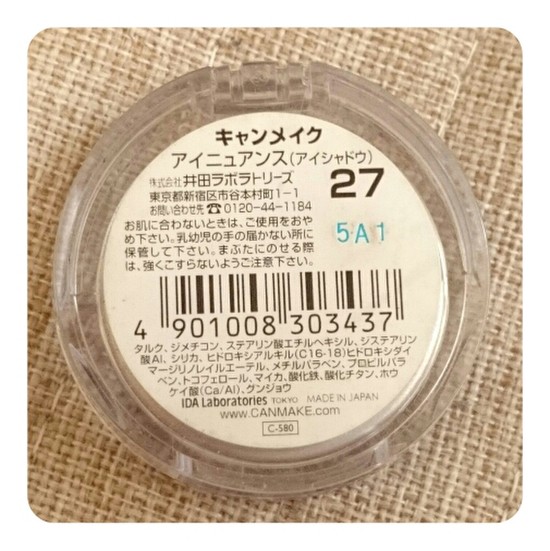 キャンメイク
アイニュアンス(アイシャドウ)
株式会社 井田ラボラトリーズ 27
東京都新宿区市谷本村町1-1
お問い合わせ先 ☎ 0120-44-1184
お肌に合わないときは、ご使用をおや
め下さい。乳幼児の手の届かない所に
保管して下さい。まぶたにのせる際
は、強くこすらないようご注意下さい。
5A1
4 901008 303437
タルク、ジメチコン、ステアリン酸エチルヘキシル、ジステアリン
酸Al、シリカ、ヒドロキシアルキル(C16-18)ヒドロキシダイ
マージリノレイルエーテル、メチルパラベン、プロピルパラ
ベン、トコフェロール、マイカ、酸化鉄、酸化チタン、ホウ
ケイ酸(Ca/Al)、グンジョウ
IDA Laboratories TOKYO MADE IN JAPAN
www.CANMAKE.com
C-580